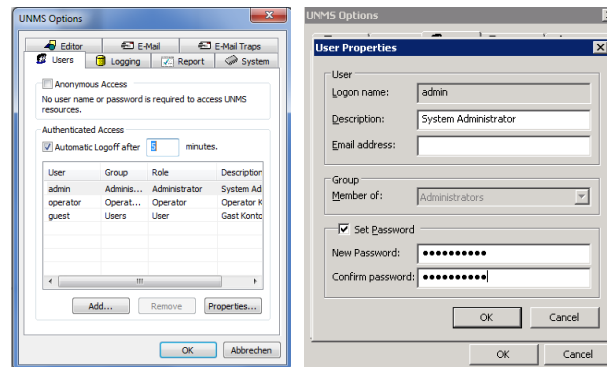 UNMS Options
Editor
E-Mail
E-Mail Traps
Users
Logging
Report
System
Anonymous Access
No user name or password is required to access UNMS
resources.
Authenticated Access
Automatic Logoff after
minutes.
User Group Role Description
admin Adminis... Administrator System Ad
operator Operat... Operator Operator K
guest Users User Gast Konto
Add... Remove Properties...
OK Abbrechen
UNMS Options
User Properties
User
Logon name: admin
Description: System Administrator
Email address:
Group
Member of: Administrators
Set Password
New Password: ●●●●●●●●●●
Confirm password: ●●●●●●●●●●
OK Cancel
OK Cancel